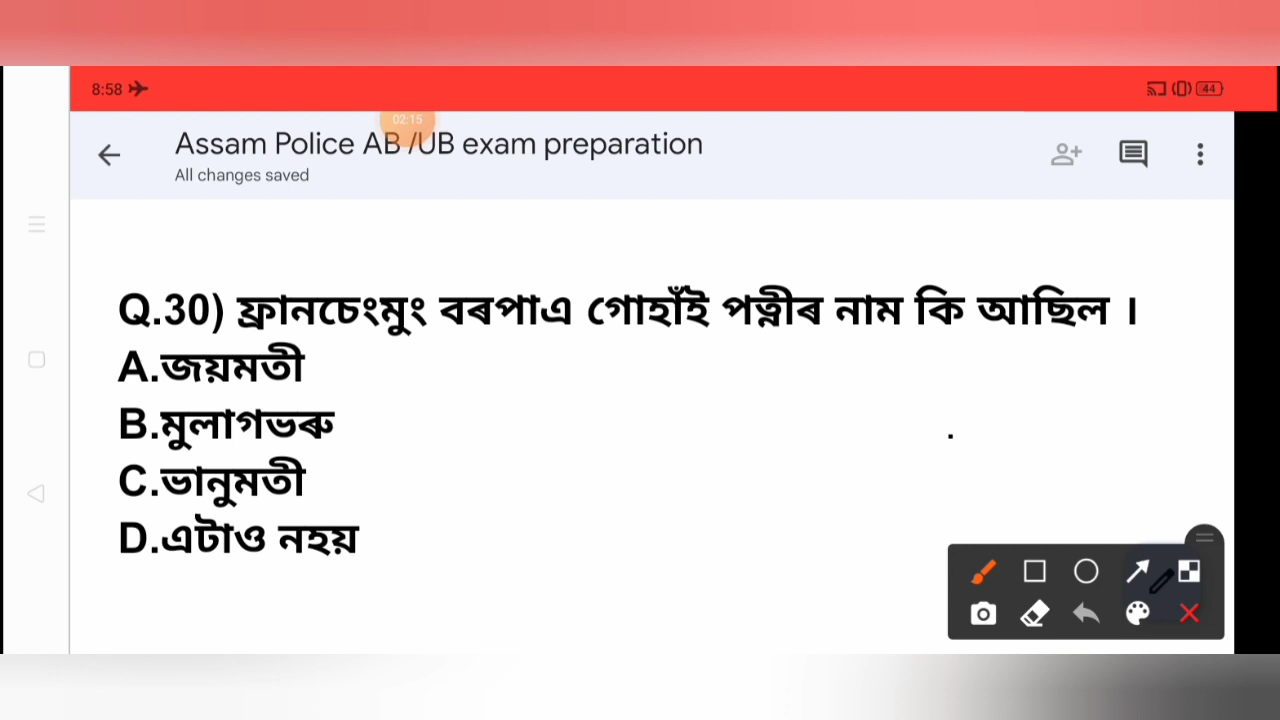 8:58
44
02:15
Assam Police AB /UB exam preparation
All changes saved
Q.30) ফ্ৰানচেংমুং বৰপাএ গোহাঁই পত্নীৰ নাম কি আছিল ।
A.জয়মতী
B.মুলাগভৰু
C.ভানুমতী
D.এটাও নহয়